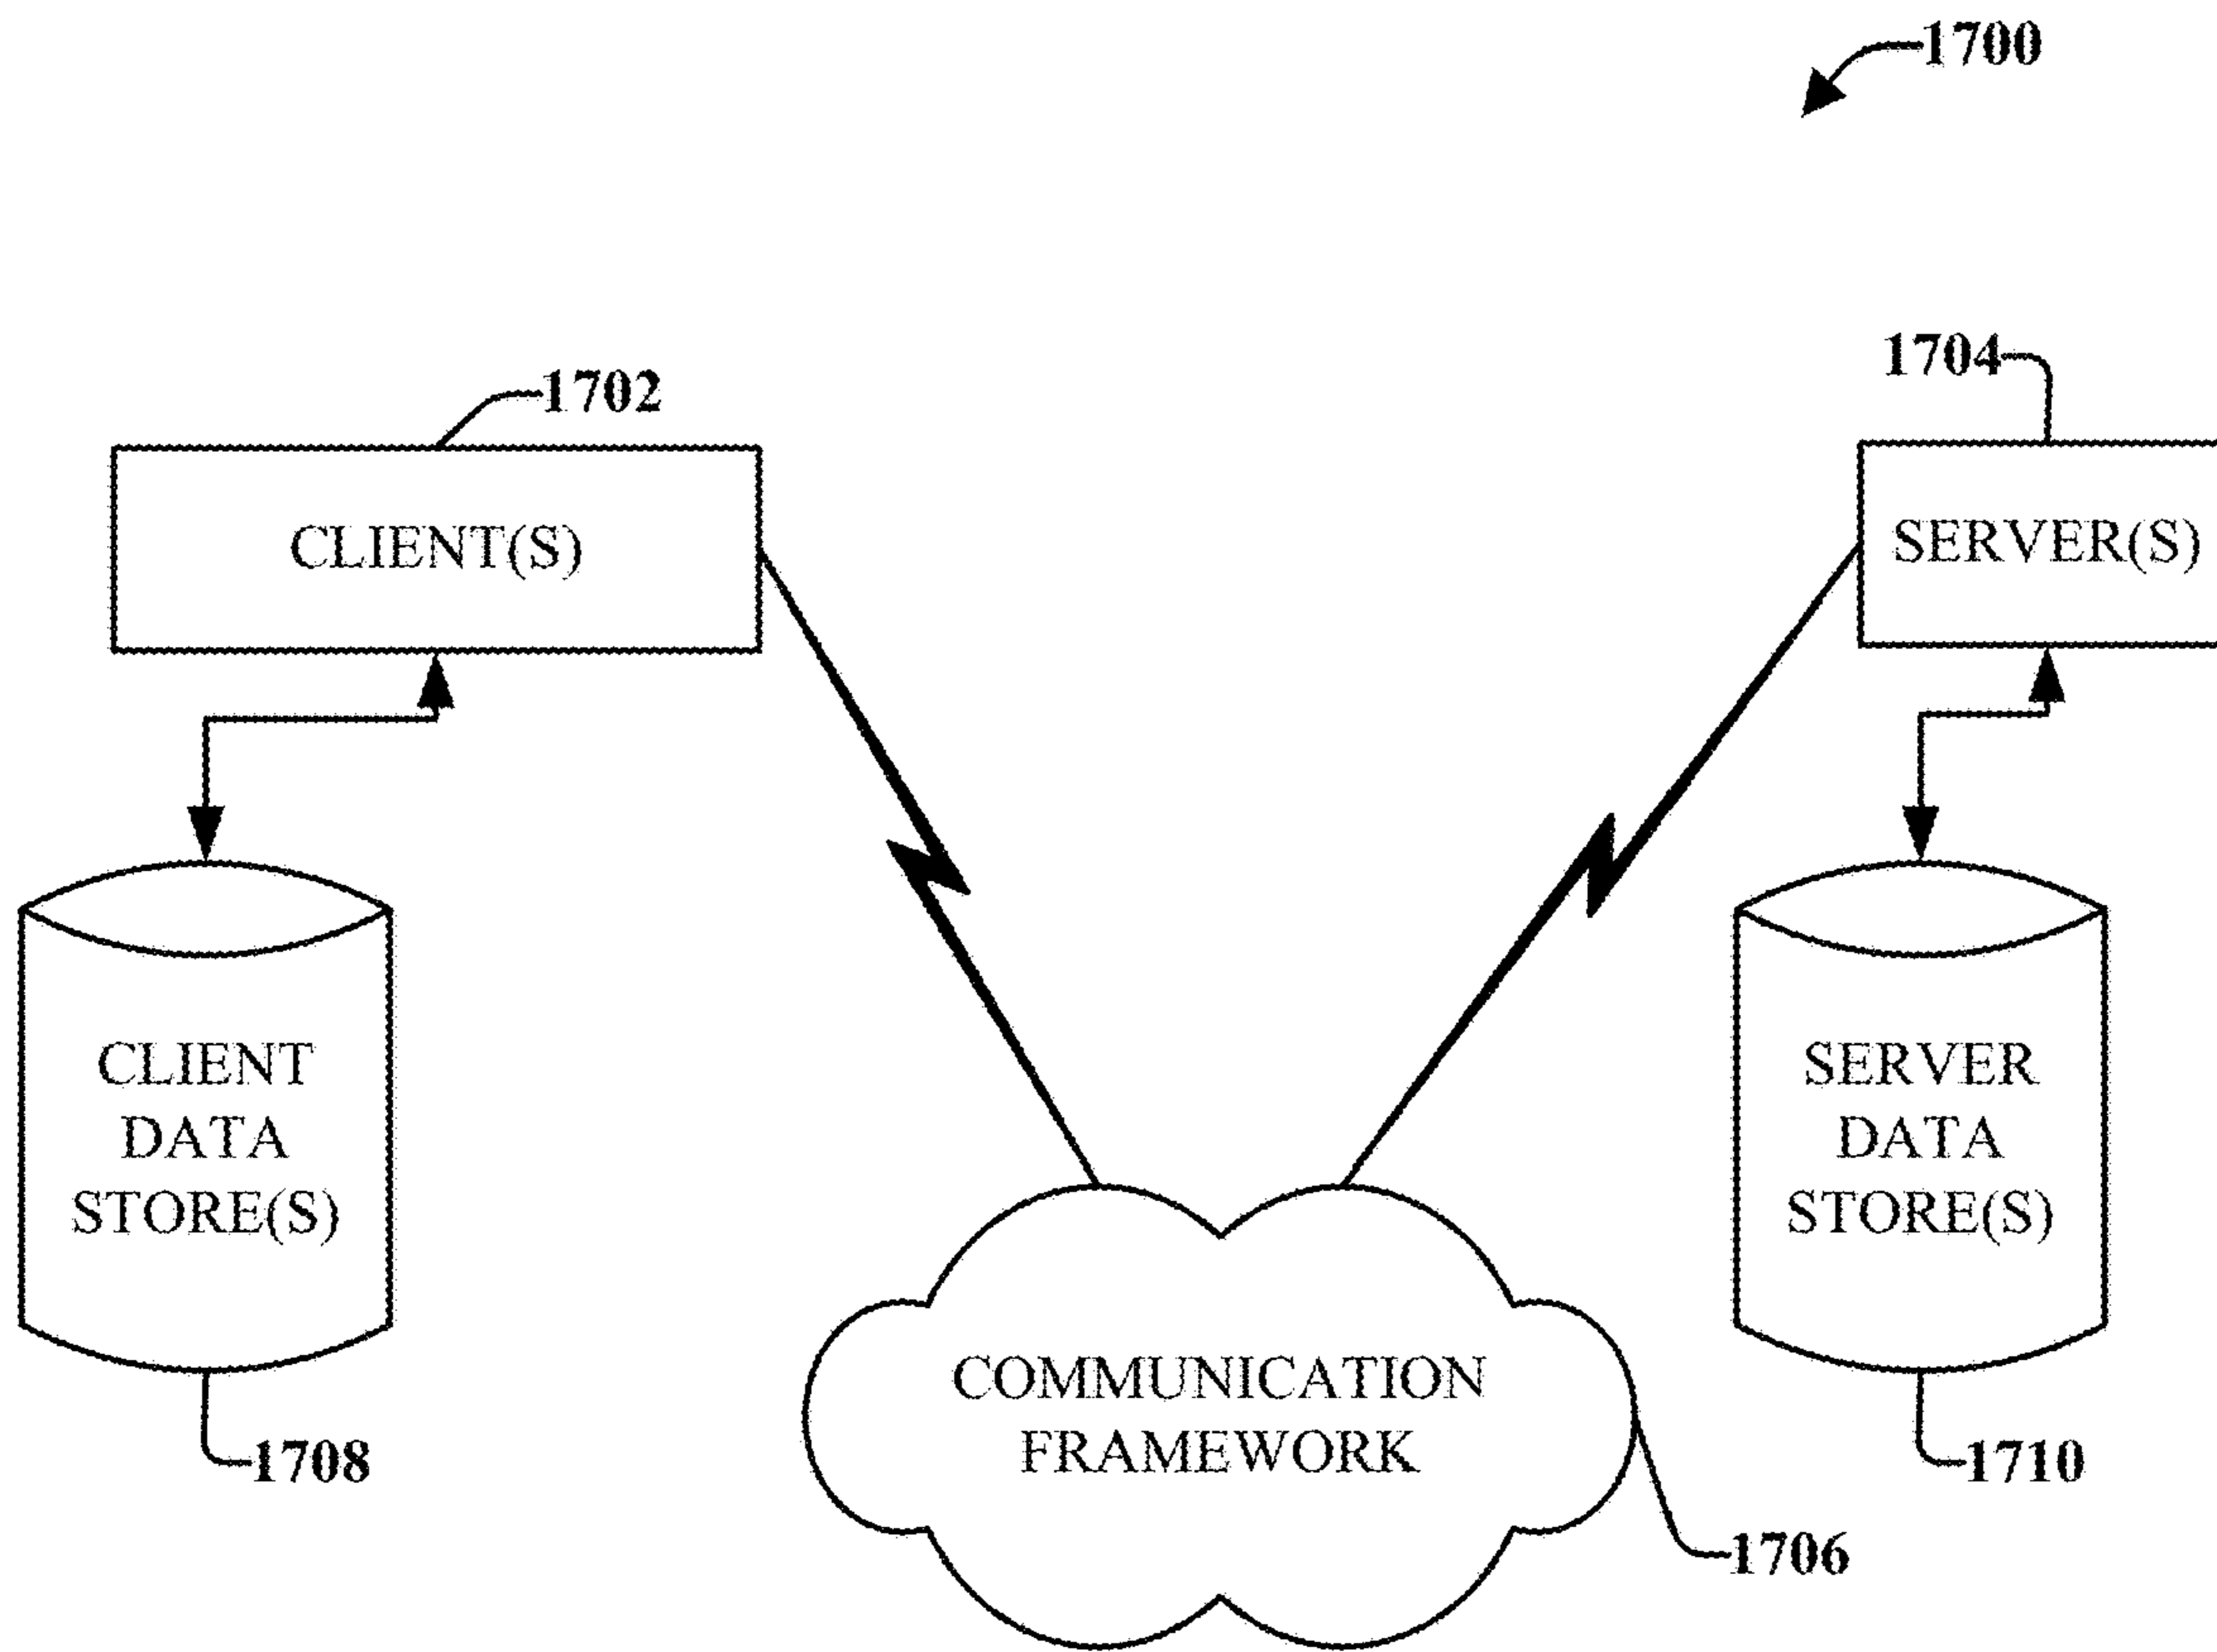 1700
1702
1704
CLIENT(S)
SERVER(S)
CLIENT
DATA
STORE(S)
SERVER
DATA
STORE(S)
COMMUNICATION
FRAMEWORK
1708
1710
1706